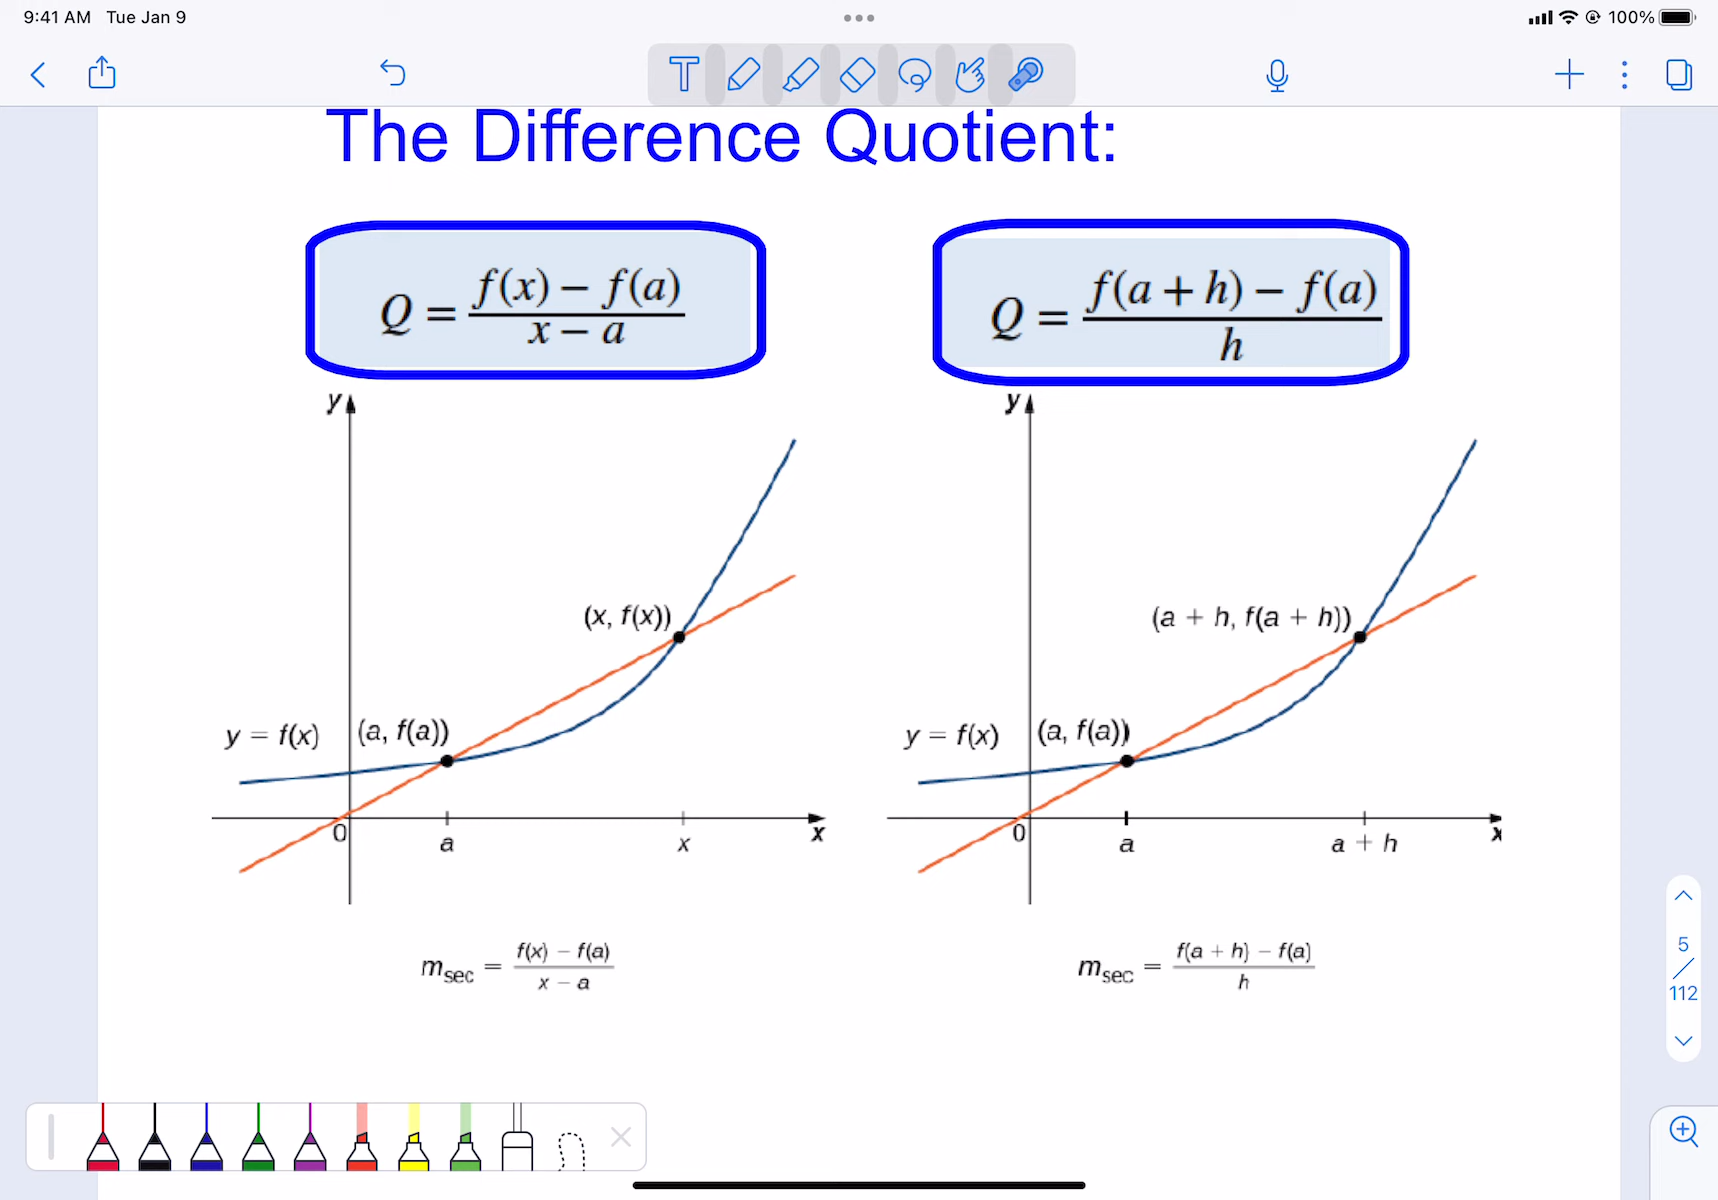 9:41 AM Tue Jan 9
100%
T
The Difference Quotient:
Q = f(x) − f(a) / x − a
Q = f(a + h) − f(a) / h
y
(x, f(x))
y = f(x)
(a, f(a))
0
a
x
x
m_sec = f(x) − f(a) / x − a
y
(a + h, f(a + h))
y = f(x)
(a, f(a))
0
a
a + h
x
m_sec = f(a + h) − f(a) / h
5
112